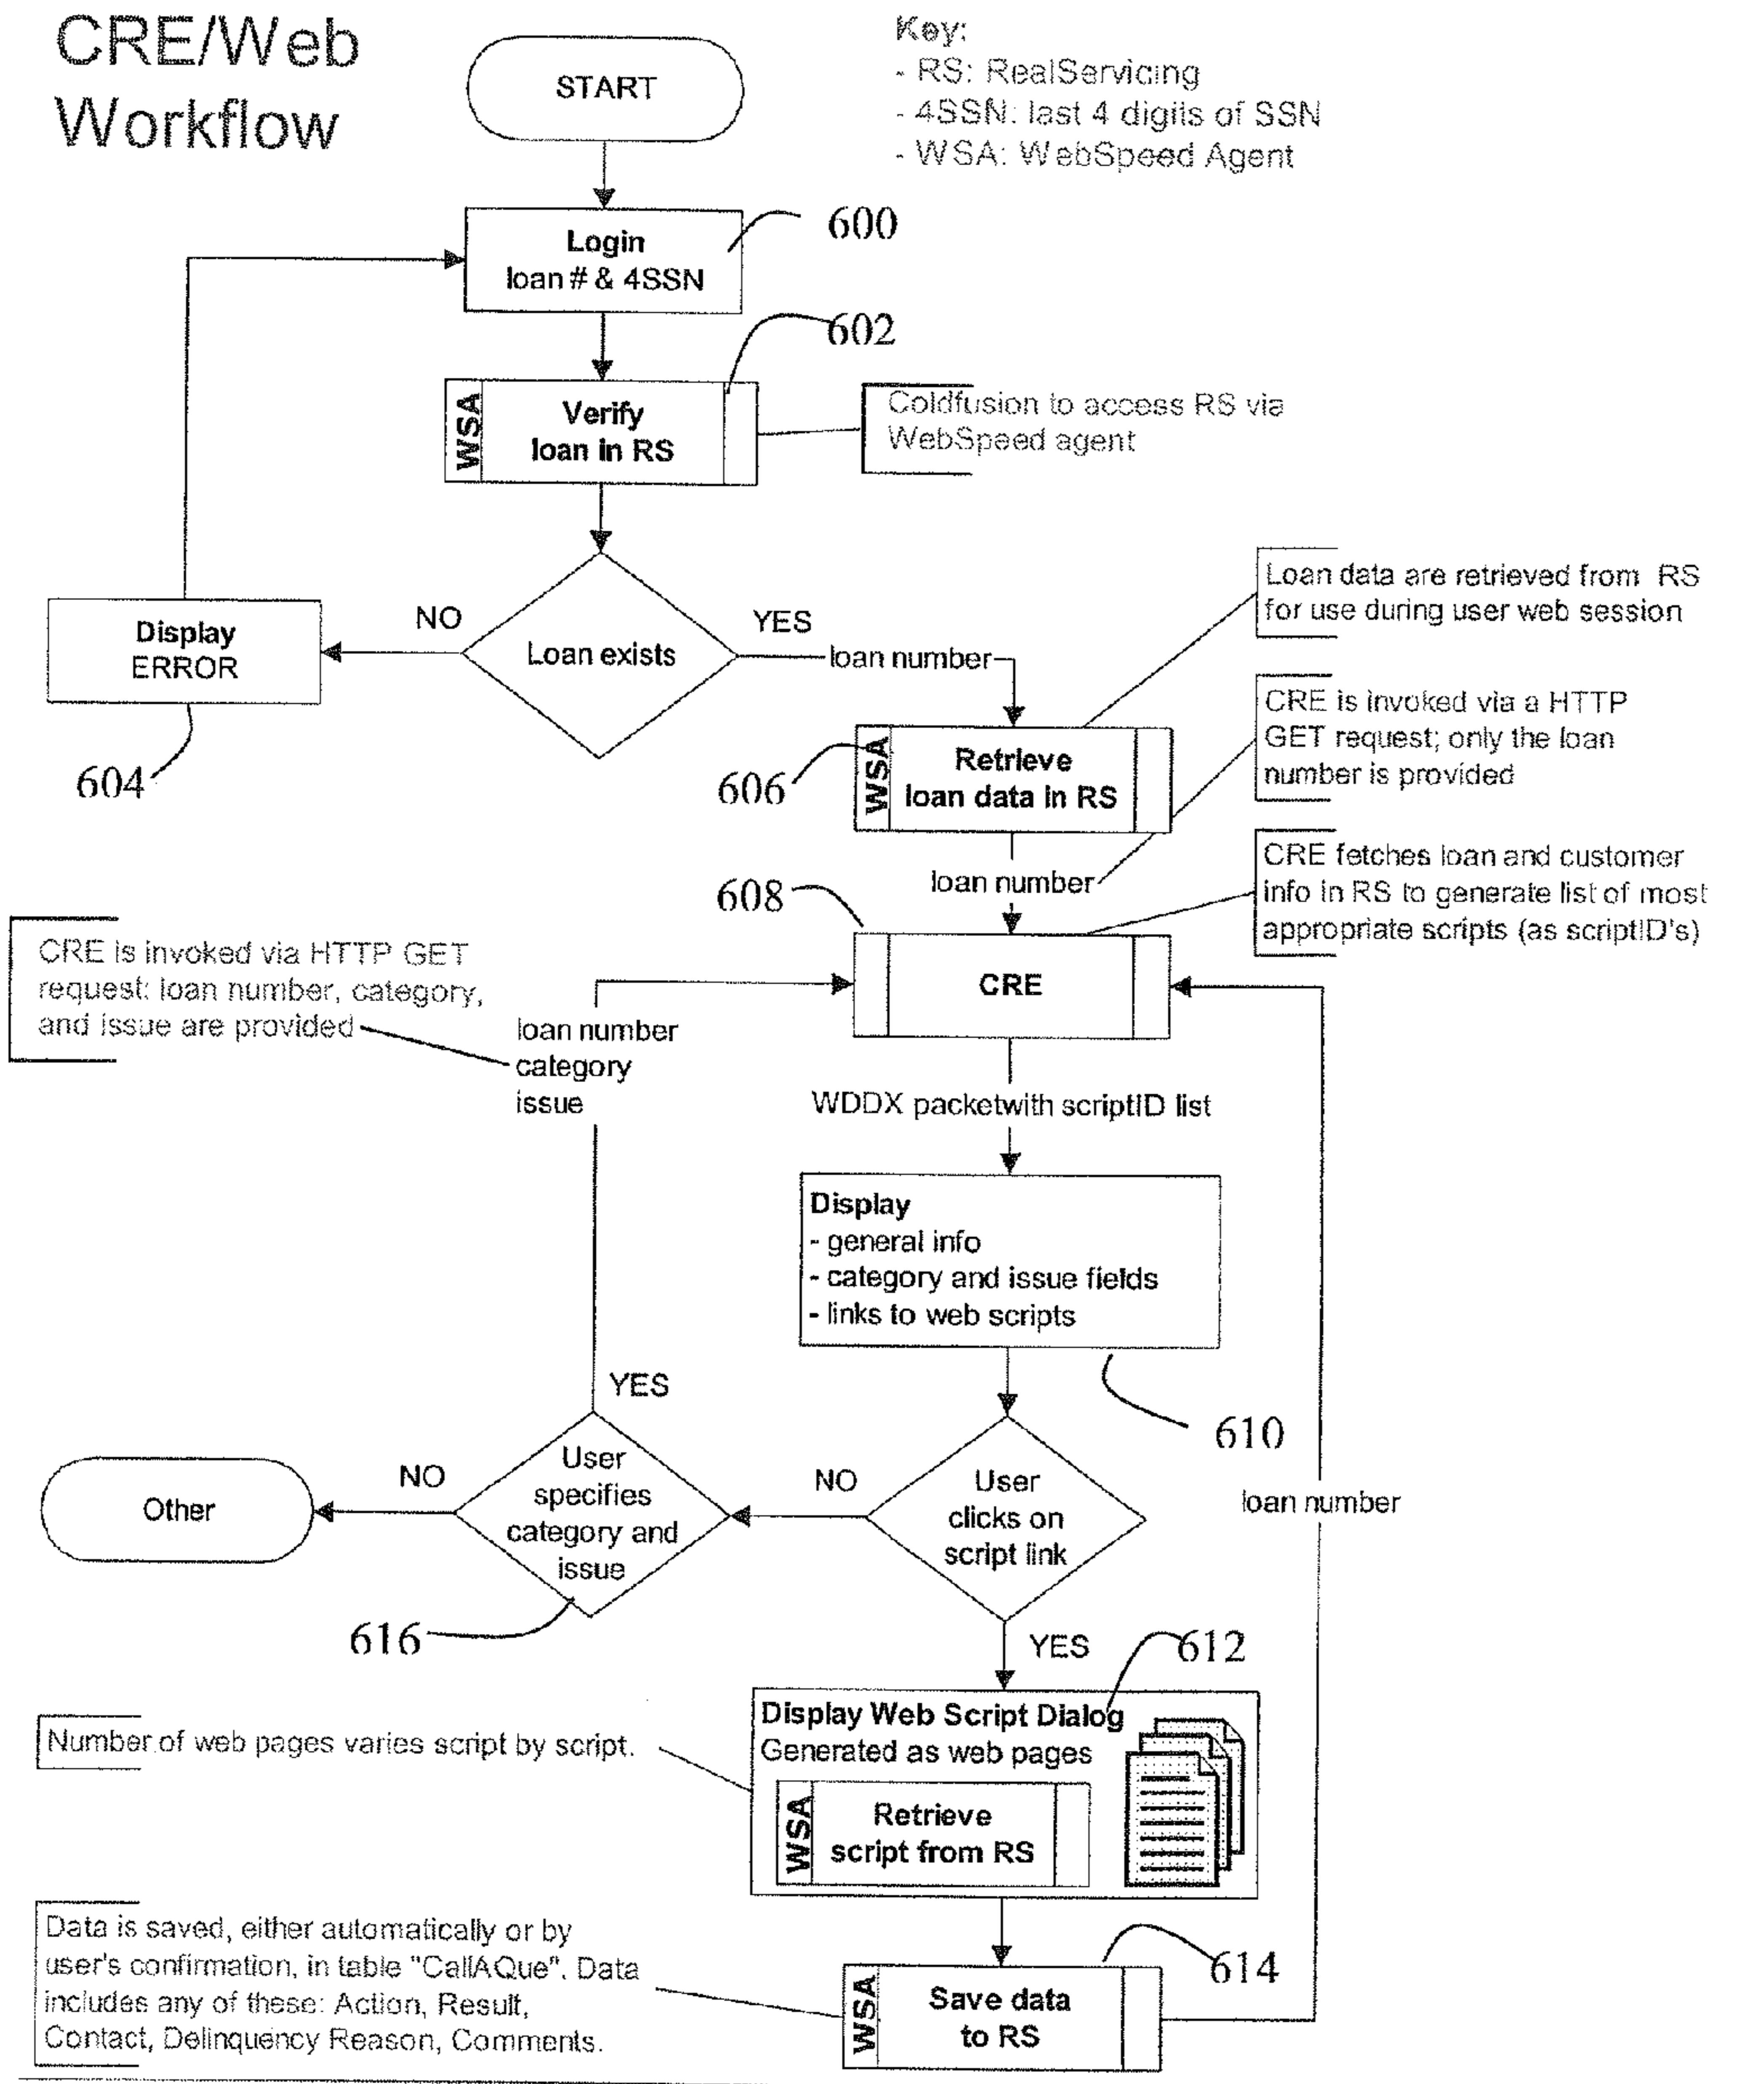 CRE/Web
Workflow
Key:
- RS: RealServicing
- 4SSN: last 4 digits of SSN
- WSA: WebSpeed Agent
START
600
Login
loan # & 4SSN
602
WSA
Verify
loan in RS
Coldfusion to access RS via
WebSpeed agent
Loan exists
NO
YES
Display
ERROR
604
loan number
Loan data are retrieved from RS
for use during user web session
606
WSA
Retrieve
loan data in RS
CRE is invoked via a HTTP
GET request; only the loan
number is provided
loan number
608
CRE
CRE fetches loan and customer
info in RS to generate list of most
appropriate scripts (as scriptID's)
CRE is invoked via HTTP GET
request: loan number, category,
and issue are provided
loan number
category
issue
WDDX packetwith scriptID list
Display
- general info
- category and issue fields
- links to web scripts
610
User
clicks on
script link
NO
YES
User
specifies
category and
issue
616
YES
NO
Other
loan number
612
Display Web Script Dialog
Generated as web pages
WSA
Retrieve
script from RS
Number of web pages varies script by script.
614
WSA
Save data
to RS
Data is saved, either automatically or by
user's confirmation, in table "CallAQue". Data
includes any of these: Action, Result,
Contact, Delinquency Reason, Comments.